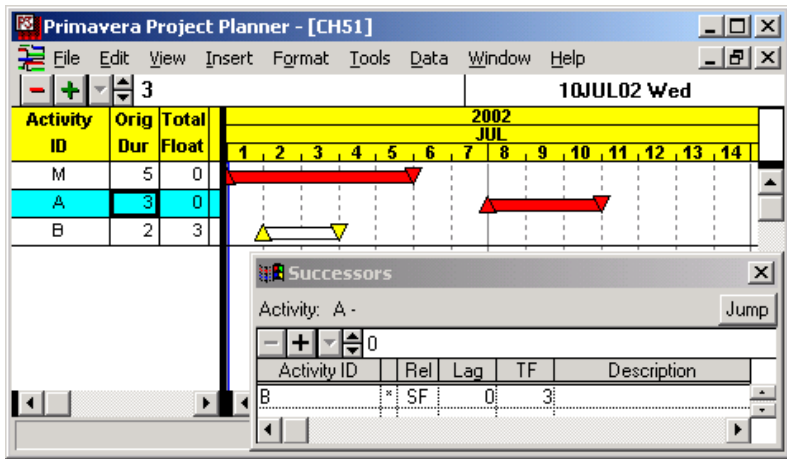 Primavera Project Planner - [CH51]
File Edit View Insert Format Tools Data Window Help
3 10JUL02 Wed
Activity Orig Total 2002
JUL
ID Dur Float 1 2 3 4 5 6 7 8 9 10 11 12 13 14
M 5 0
A 3 0
B 2 3
Successors
Activity: A - Jump
0
Activity ID Rel Lag TF Description
B * SF 0 3